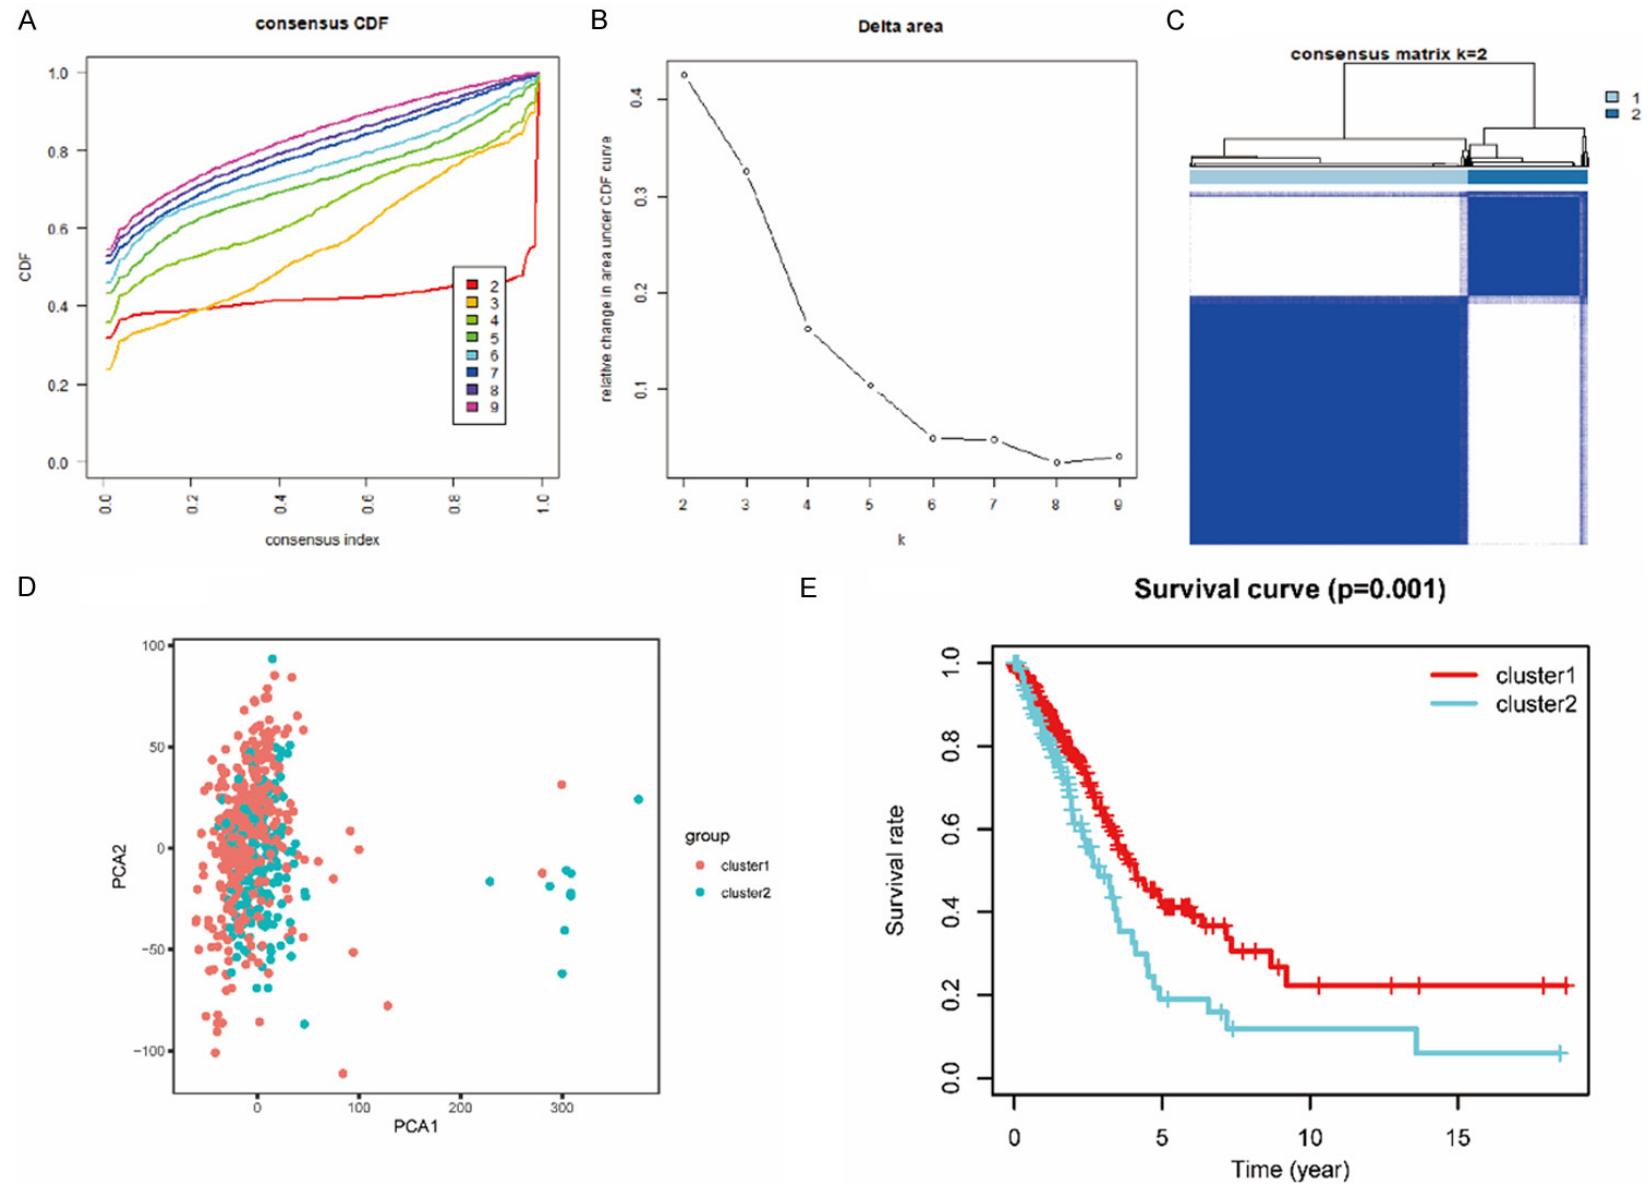 A
consensus CDF
CDF
1.0
0.8
0.6
0.4
0.2
0.0
2
3
4
5
6
7
8
9
0.0 0.2 0.4 0.6 0.8 1.0
consensus index
B
Delta area
relative change in area under CDF curve
0.4
0.3
0.2
0.1
2 3 4 5 6 7 8 9
k
C
consensus matrix k=2
1
2
D
PCA2
100
50
0
−50
−100
0 100 200 300
PCA1
group
cluster1
cluster2
E
Survival curve (p=0.001)
Survival rate
1.0
0.8
0.6
0.4
0.2
0.0
cluster1
cluster2
0 5 10 15
Time (year)